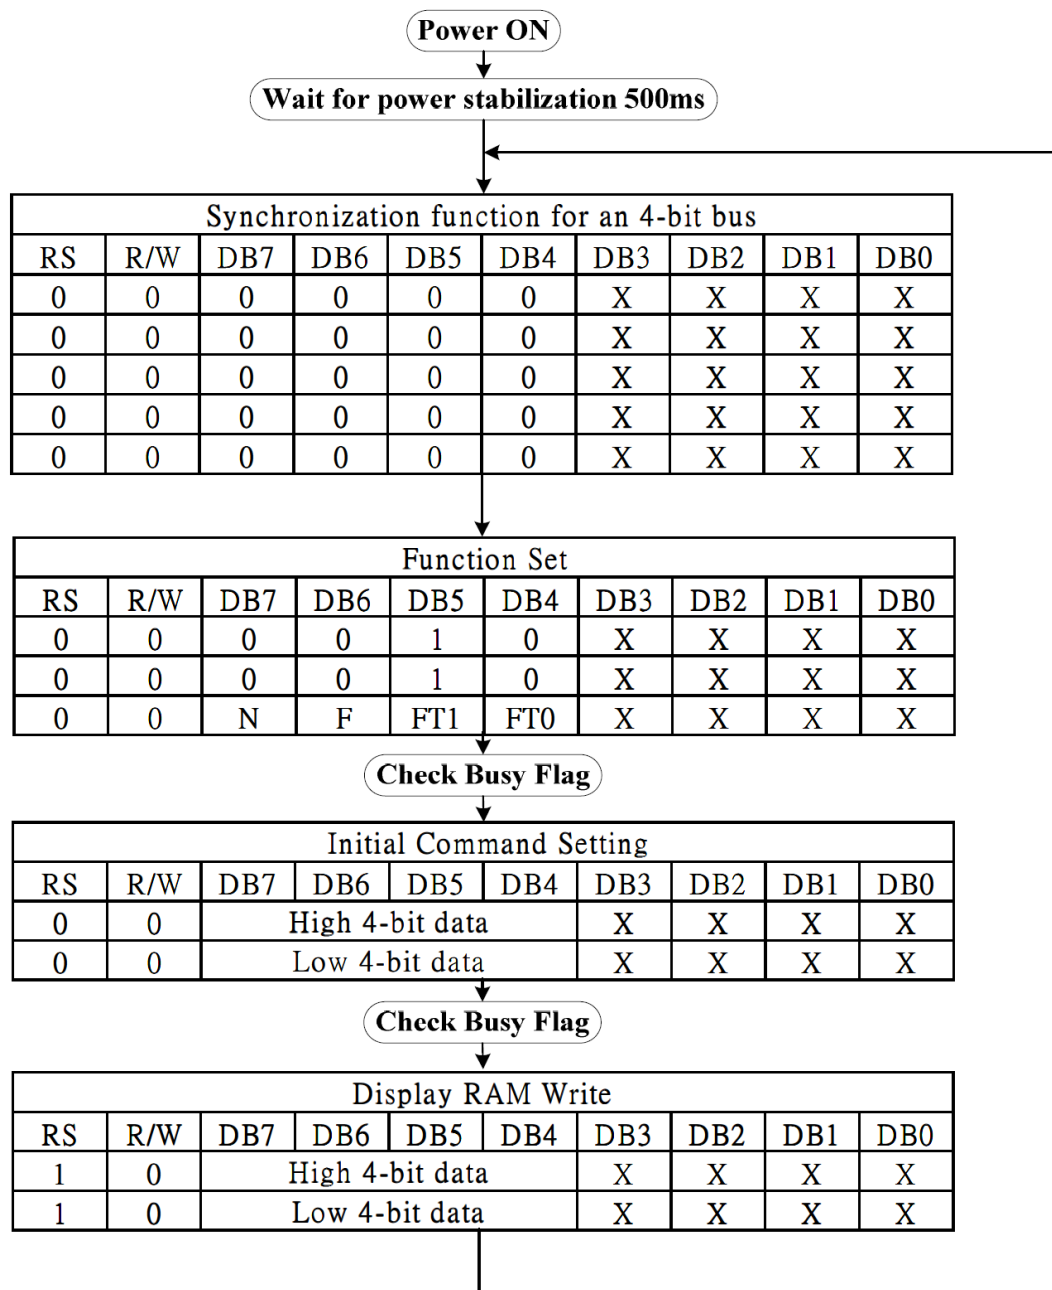 Power ON
Wait for power stabilization 500ms
Synchronization function for an 4-bit bus
RS R/W DB7 DB6 DB5 DB4 DB3 DB2 DB1 DB0
0 0 0 0 0 0 X X X X
0 0 0 0 0 0 X X X X
0 0 0 0 0 0 X X X X
0 0 0 0 0 0 X X X X
0 0 0 0 0 0 X X X X
Function Set
RS R/W DB7 DB6 DB5 DB4 DB3 DB2 DB1 DB0
0 0 0 0 1 0 X X X X
0 0 0 0 1 0 X X X X
0 0 N F FT1 FT0 X X X X
Check Busy Flag
Initial Command Setting
RS R/W DB7 DB6 DB5 DB4 DB3 DB2 DB1 DB0
0 0 High 4-bit data X X X X
0 0 Low 4-bit data X X X X
Check Busy Flag
Display RAM Write
RS R/W DB7 DB6 DB5 DB4 DB3 DB2 DB1 DB0
1 0 High 4-bit data X X X X
1 0 Low 4-bit data X X X X